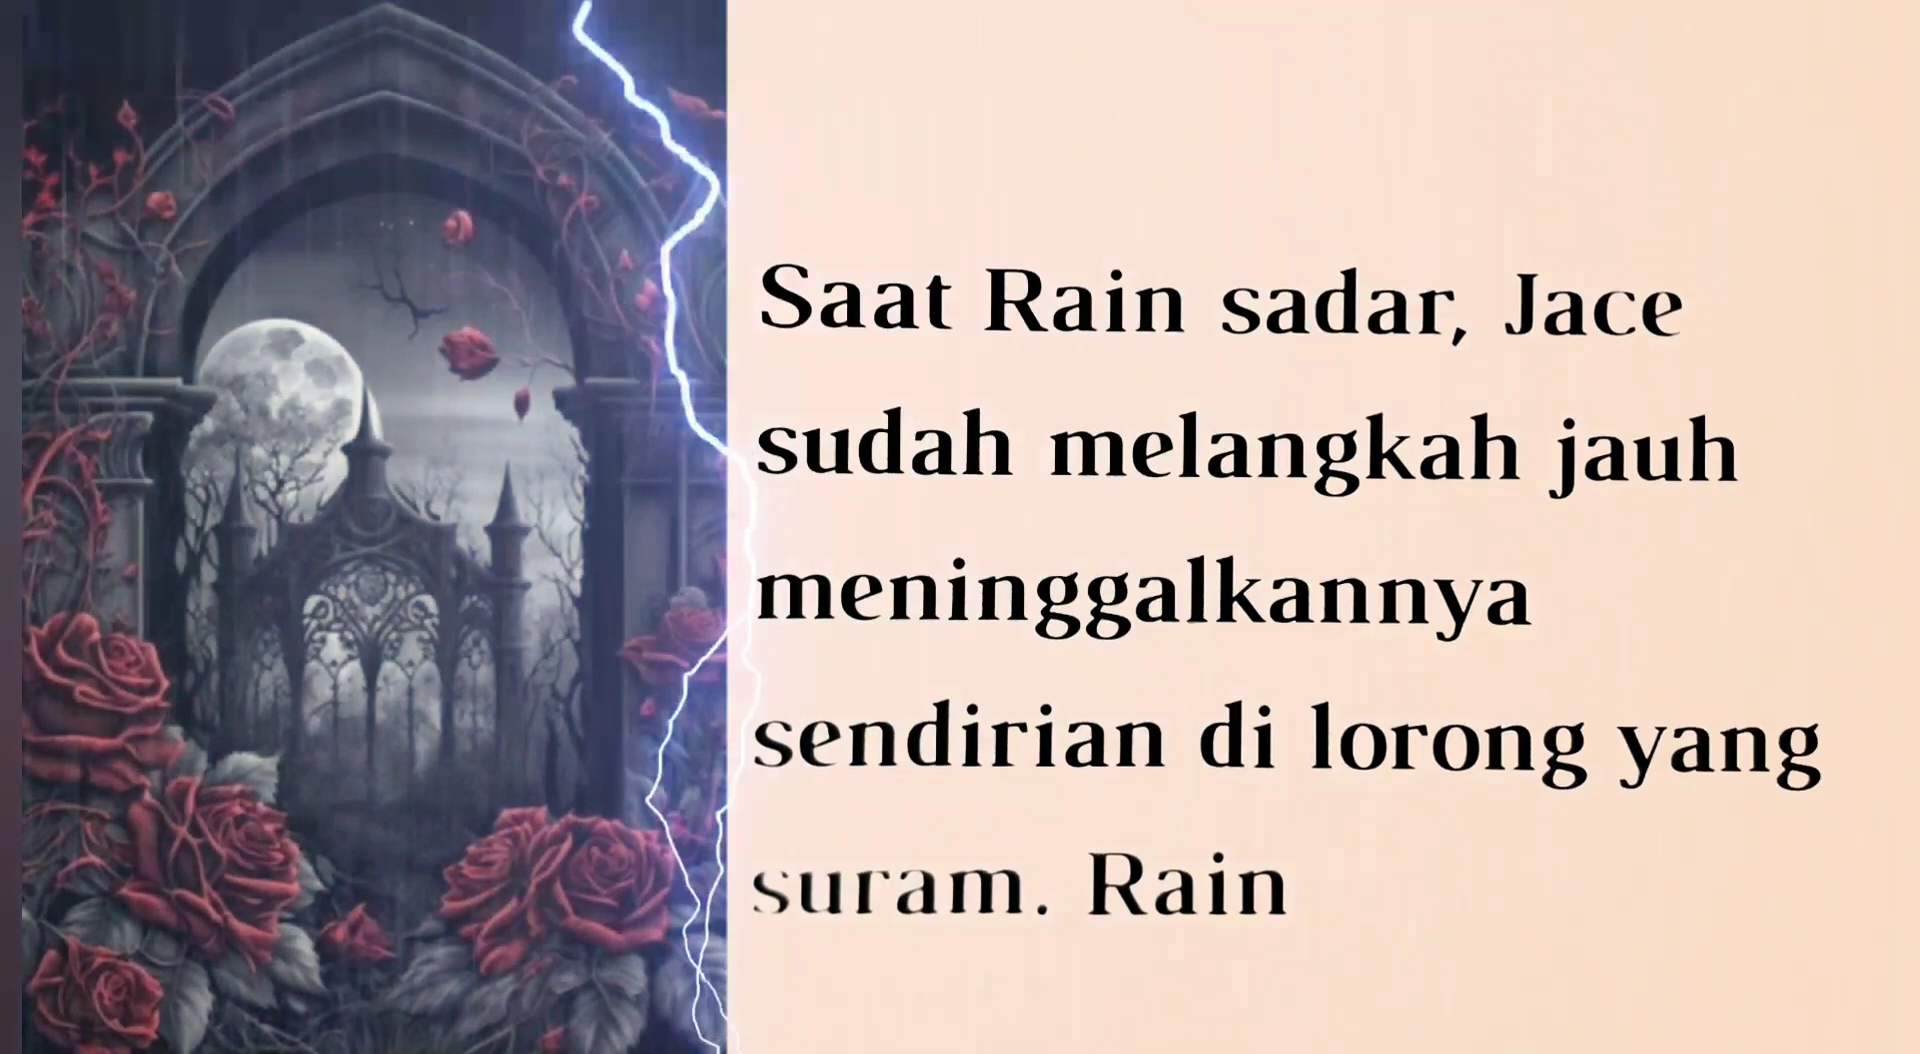 Saat Rain sadar, Jace
sudah melangkah jauh
meninggalkannya
sendirian di lorong yang
suram. Rain